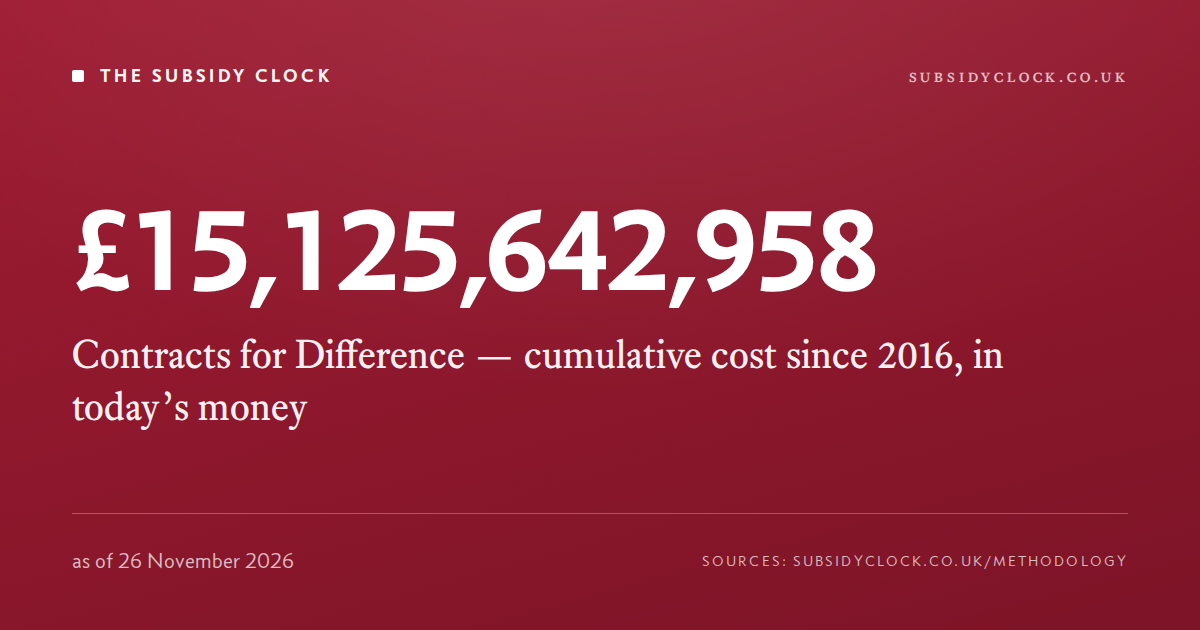 THE SUBSIDY CLOCK
SUBSIDYCLOCK.CO.UK
£15,125,642,958
Contracts for Difference — cumulative cost since 2016, in
today’s money
as of 26 November 2026
SOURCES: SUBSIDYCLOCK.CO.UK/METHODOLOGY